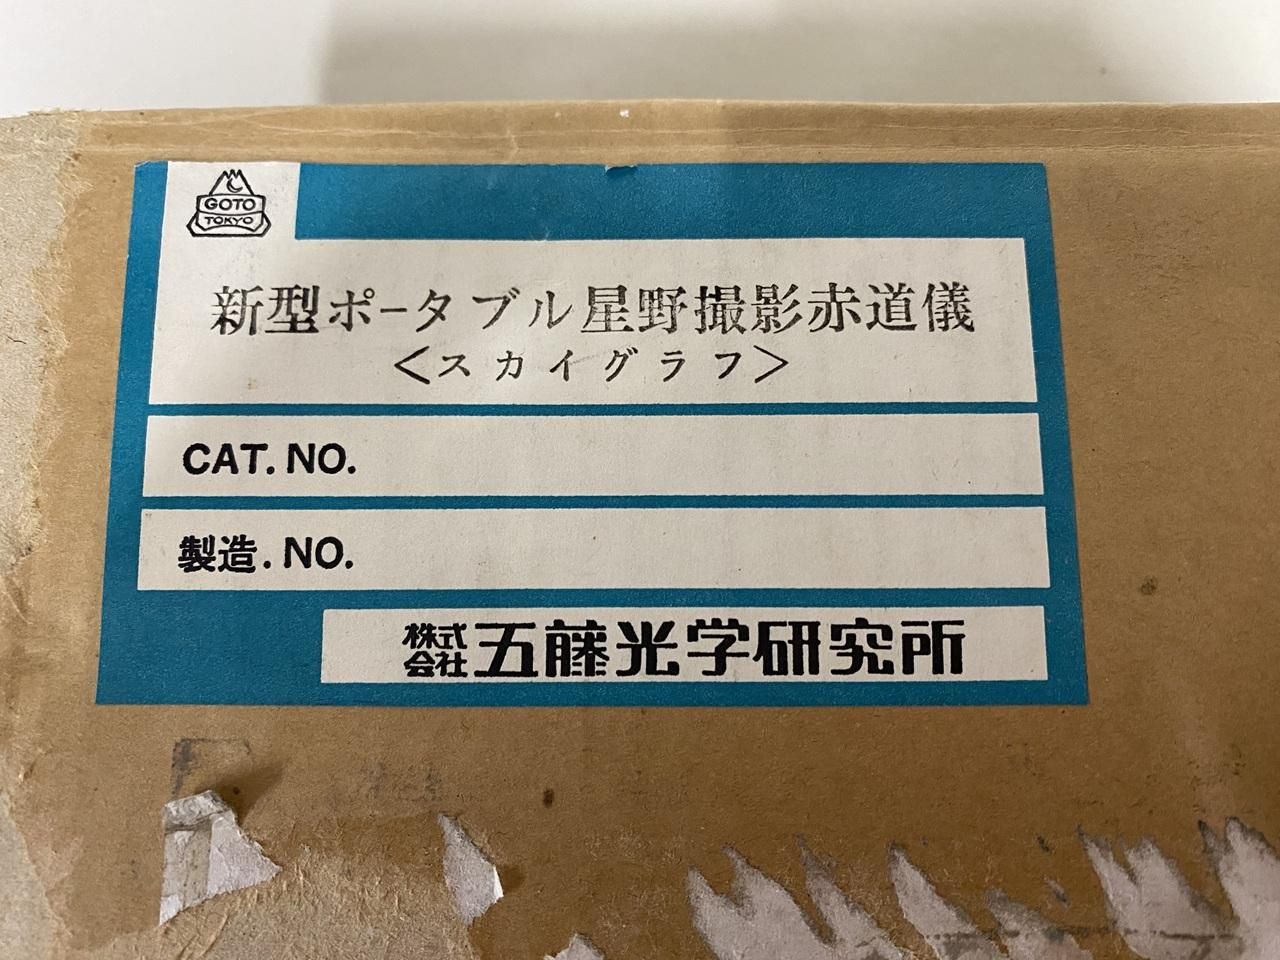 GOTO
TOKYO
新型ポータブル星野撮影赤道儀
<スカイグラフ>
CAT. NO.
製造. NO.
株式会社 五藤光学研究所